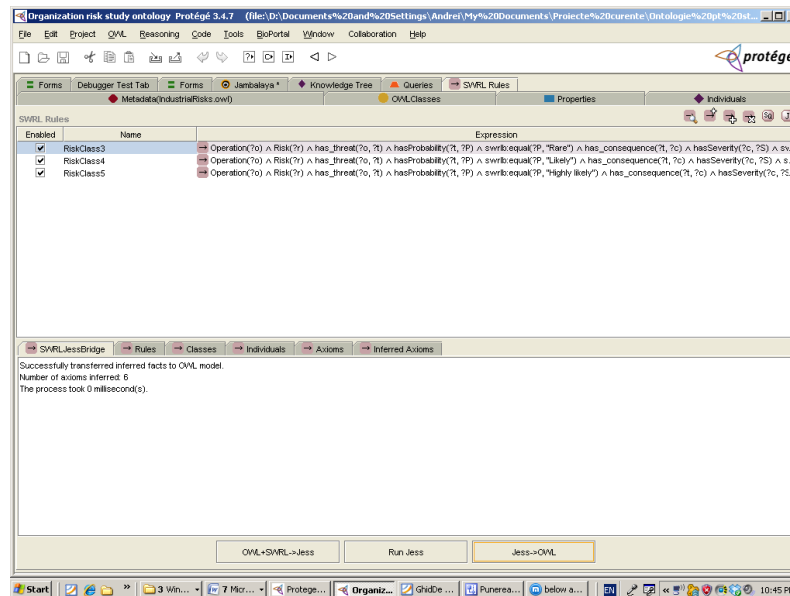 Organization risk study ontology Protégé 3.4.7 (file:\D:\Documents%20and%20Settings\Andrei\My%20Documents\Proiecte%20curente\Ontologie%20pt%20st...
File Edit Project OWL Reasoning Code Tools BioPortal Window Collaboration Help
protégé
Forms Debugger Test Tab Forms Jambalaya * Knowledge Tree Queries SWRL Rules
Metadata(IndustrialRisks.owl) OWLClasses Properties Individuals
SWRL Rules
Enabled Name Expression
RiskClass3 → Operation(?o) ∧ Risk(?r) ∧ has_threat(?o, ?t) ∧ hasProbability(?t, ?P) ∧ swrlb:equal(?P, "Rare") ∧ has_consequence(?t, ?c) ∧ hasSeverity(?c, ?S) ∧ sw..
RiskClass4 → Operation(?o) ∧ Risk(?r) ∧ has_threat(?o, ?t) ∧ hasProbability(?t, ?P) ∧ swrlb:equal(?P, "Likely") ∧ has_consequence(?t, ?c) ∧ hasSeverity(?c, ?S) ∧ s..
RiskClass5 → Operation(?o) ∧ Risk(?r) ∧ has_threat(?o, ?t) ∧ hasProbability(?t, ?P) ∧ swrlb:equal(?P, "Highly likely") ∧ has_consequence(?t, ?c) ∧ hasSeverity(?c, ?S
→ SWRLJessBridge → Rules → Classes → Individuals → Axioms → Inferred Axioms
Successfully transferred inferred facts to OWL model.
Number of axioms inferred: 6
The process took 0 millisecond(s).
OWL+SWRL->Jess Run Jess Jess->OWL
Start » 3 Win... 7 Micr... Protege... Organiz... GhidDe ... Punerea... below a... EN « 10:45 PM